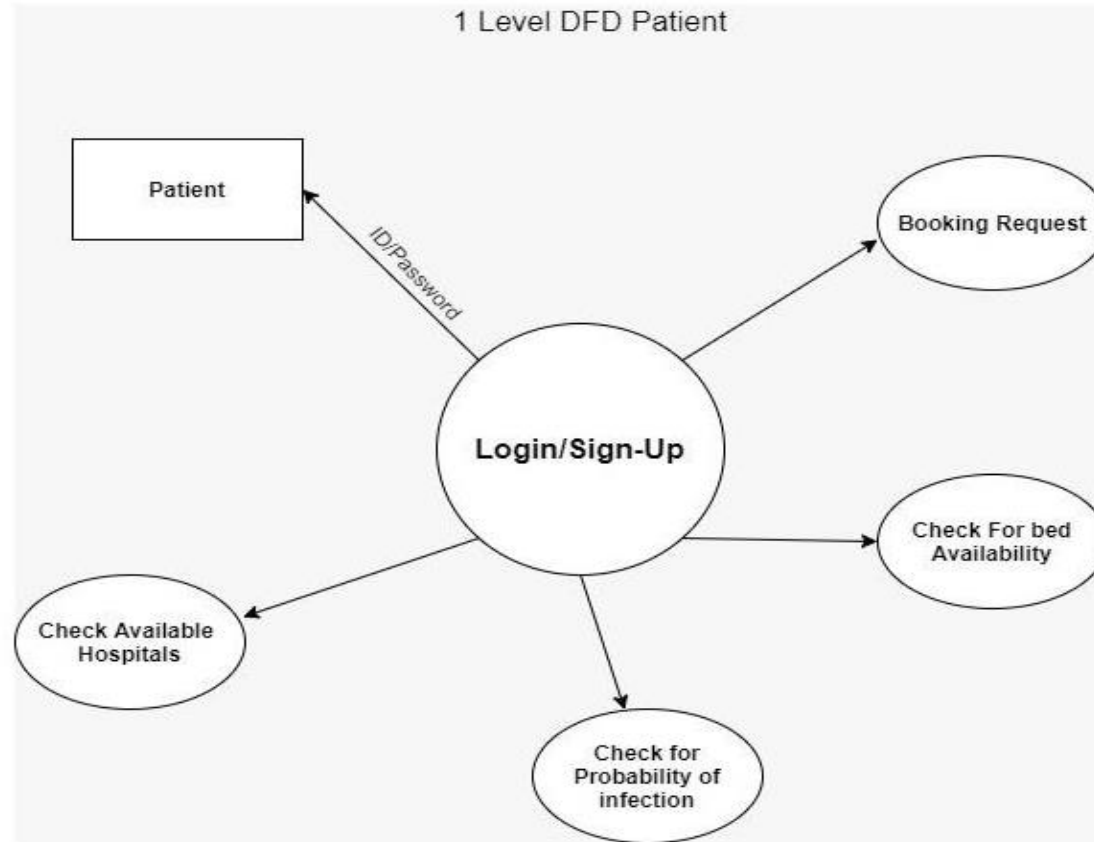 1 Level DFD Patient
Patient
ID/Password
Booking Request
Login/Sign-Up
Check For bed
Availability
Check Available
Hospitals
Check for
Probability of
infection